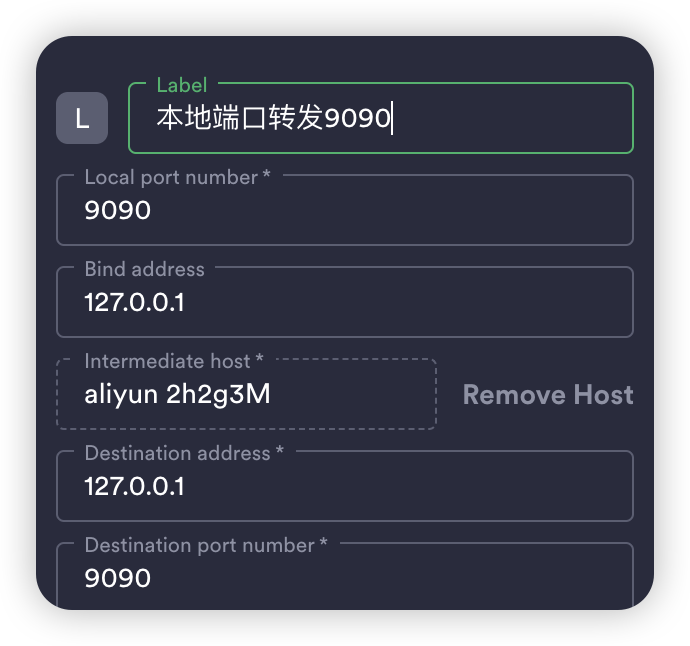 Label
L
本地端口转发9090
Local port number *
9090
Bind address
127.0.0.1
Intermediate host *
aliyun 2h2g3M
Remove Host
Destination address *
127.0.0.1
Destination port number *
9090